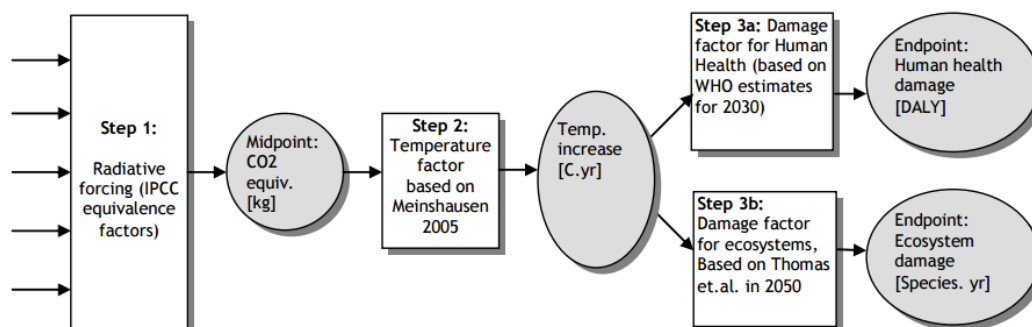 Step 1:
Radiative
forcing (IPCC
equivalence
factors)
Midpoint:
CO2
equiv.
[kg]
Step 2:
Temperature
factor
based on
Meinshausen
2005
Temp.
increase
[C.yr]
Step 3a: Damage
factor for Human
Health (based on
WHO estimates
for 2030)
Endpoint:
Human health
damage
[DALY]
Step 3b:
Damage factor
for ecosystems,
Based on Thomas
et.al. in 2050
Endpoint:
Ecosystem
damage
[Species. yr]